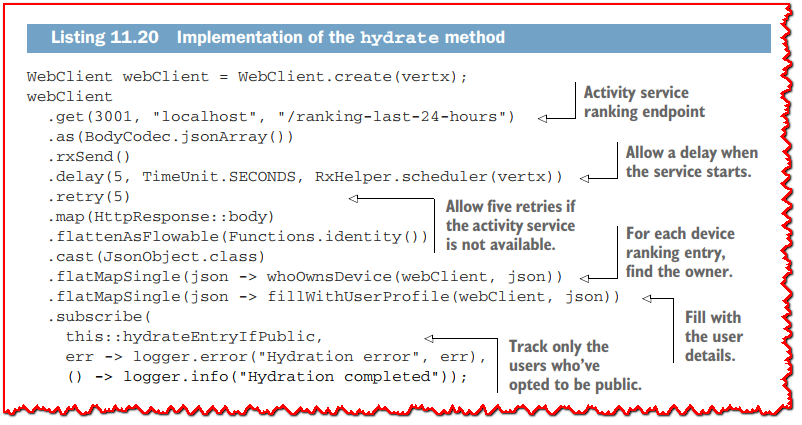 Listing 11.20 Implementation of the hydrate method
WebClient webClient = WebClient.create(vertx);
webClient
.get(3001, "localhost", "/ranking-last-24-hours")
.as(BodyCodec.jsonArray())
.rxSend()
.delay(5, TimeUnit.SECONDS, RxHelper.scheduler(vertx))
.retry(5)
.map(HttpResponse::body)
.flattenAsFlowable(Functions.identity())
.cast(JsonObject.class)
.flatMapSingle(json -> whoOwnsDevice(webClient, json))
.flatMapSingle(json -> fillWithUserProfile(webClient, json))
.subscribe(
this::hydrateEntryIfPublic,
err -> logger.error("Hydration error", err),
() -> logger.info("Hydration completed"));
Activity service
ranking endpoint
Allow a delay when
the service starts.
Allow five retries if
the activity service
is not available.
For each device
ranking entry,
find the owner.
Fill with
the user
details.
Track only the
users who've
opted to be public.